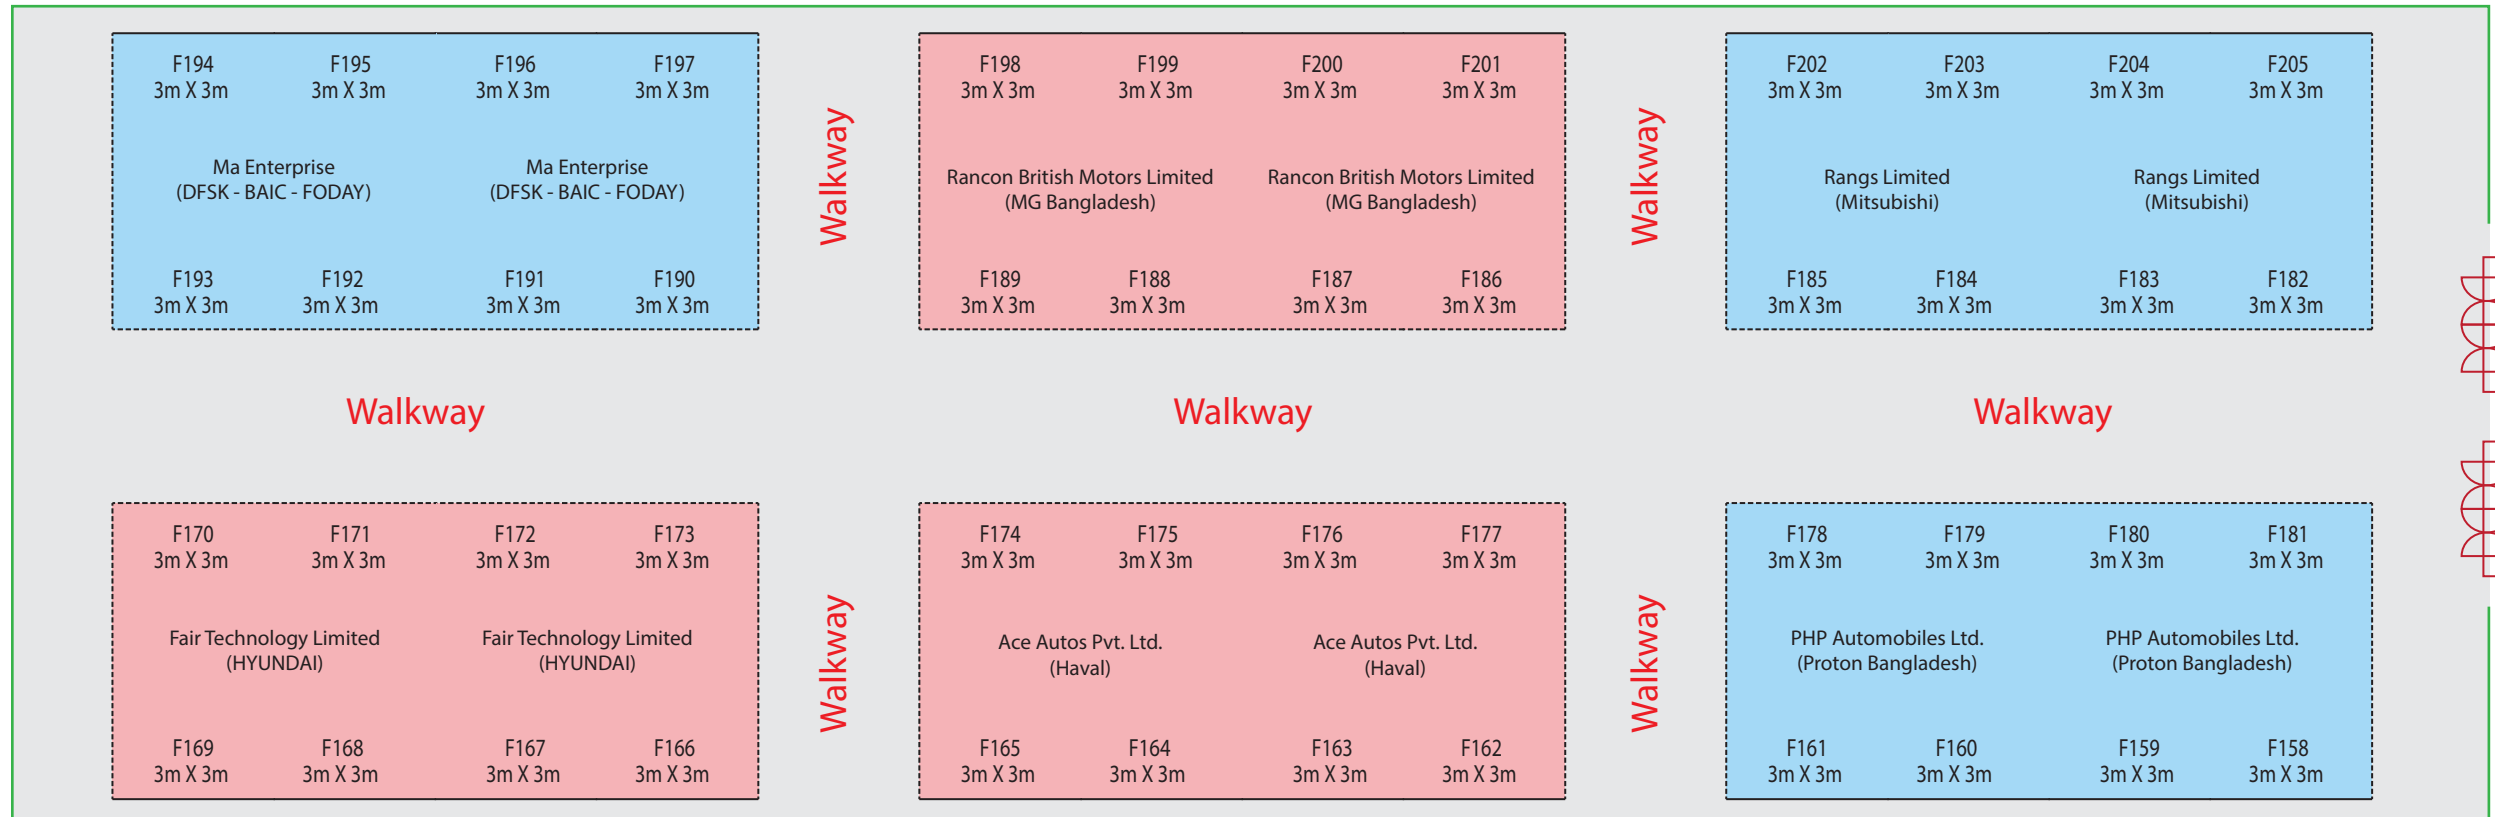 F194 F195 F196 F197
3m X 3m 3m X 3m 3m X 3m 3m X 3m
Ma Enterprise Ma Enterprise
(DFSK - BAIC - FODAY) (DFSK - BAIC - FODAY)
F193 F192 F191 F190
3m X 3m 3m X 3m 3m X 3m 3m X 3m
Walkway
F198 F199 F200 F201
3m X 3m 3m X 3m 3m X 3m 3m X 3m
Rancon British Motors Limited Rancon British Motors Limited
(MG Bangladesh) (MG Bangladesh)
F189 F188 F187 F186
3m X 3m 3m X 3m 3m X 3m 3m X 3m
Walkway
F202 F203 F204 F205
3m X 3m 3m X 3m 3m X 3m 3m X 3m
Rangs Limited Rangs Limited
(Mitsubishi) (Mitsubishi)
F185 F184 F183 F182
3m X 3m 3m X 3m 3m X 3m 3m X 3m
Walkway Walkway Walkway
F170 F171 F172 F173
3m X 3m 3m X 3m 3m X 3m 3m X 3m
Fair Technology Limited Fair Technology Limited
(HYUNDAI) (HYUNDAI)
F169 F168 F167 F166
3m X 3m 3m X 3m 3m X 3m 3m X 3m
Walkway
F174 F175 F176 F177
3m X 3m 3m X 3m 3m X 3m 3m X 3m
Ace Autos Pvt. Ltd. Ace Autos Pvt. Ltd.
(Haval) (Haval)
F165 F164 F163 F162
3m X 3m 3m X 3m 3m X 3m 3m X 3m
Walkway
F178 F179 F180 F181
3m X 3m 3m X 3m 3m X 3m 3m X 3m
PHP Automobiles Ltd. PHP Automobiles Ltd.
(Proton Bangladesh) (Proton Bangladesh)
F161 F160 F159 F158
3m X 3m 3m X 3m 3m X 3m 3m X 3m